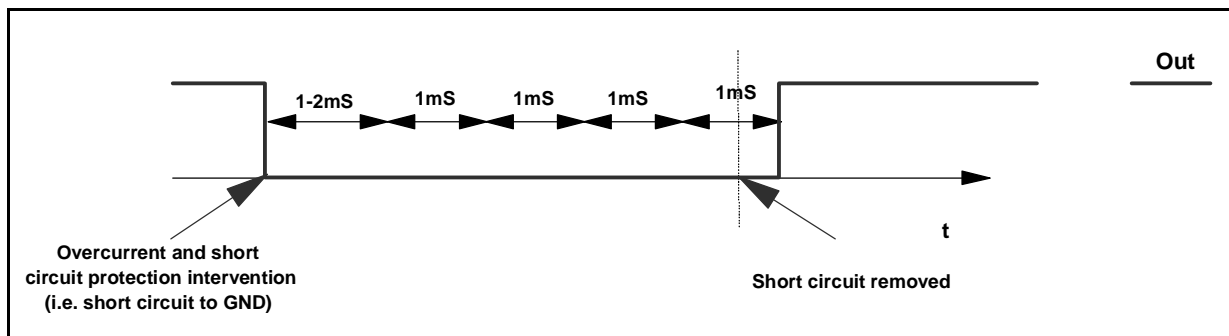 Out
1-2mS
1mS
1mS
1mS
1mS
t
Overcurrent and short
circuit protection intervention
(i.e. short circuit to GND)
Short circuit removed